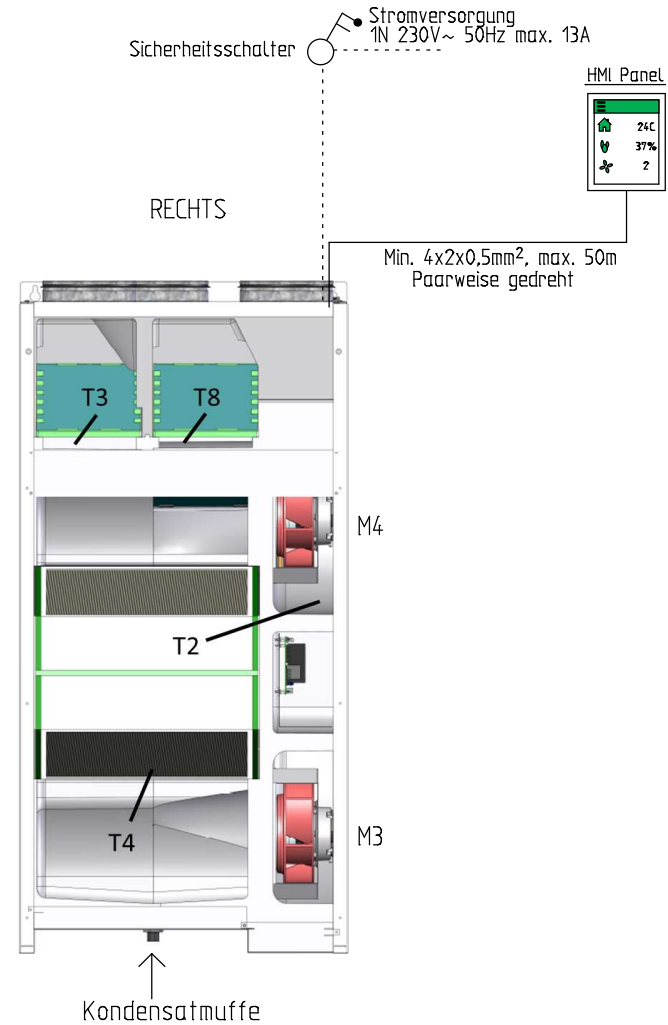 Stromversorgung
1N 230V~ 50Hz max. 13A
Sicherheitsschalter
HMI Panel
24C
37%
2
RECHTS
Min. 4x2x0,5mm², max. 50m
Paarweise gedreht
T3
T8
M4
T2
T4
M3
Kondensatmuffe